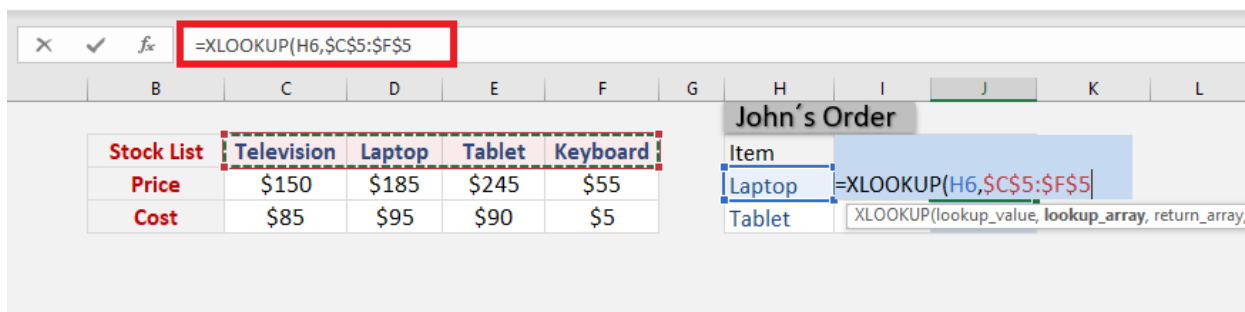 fx =XLOOKUP(H6,$C$5:$F$5
B C D E F G H I J K L
John´s Order
Stock List Television Laptop Tablet Keyboard Item
Price $150 $185 $245 $55 Laptop =XLOOKUP(H6,$C$5:$F$5
Cost $85 $95 $90 $5 Tablet XLOOKUP(lookup_value, lookup_array, return_array,